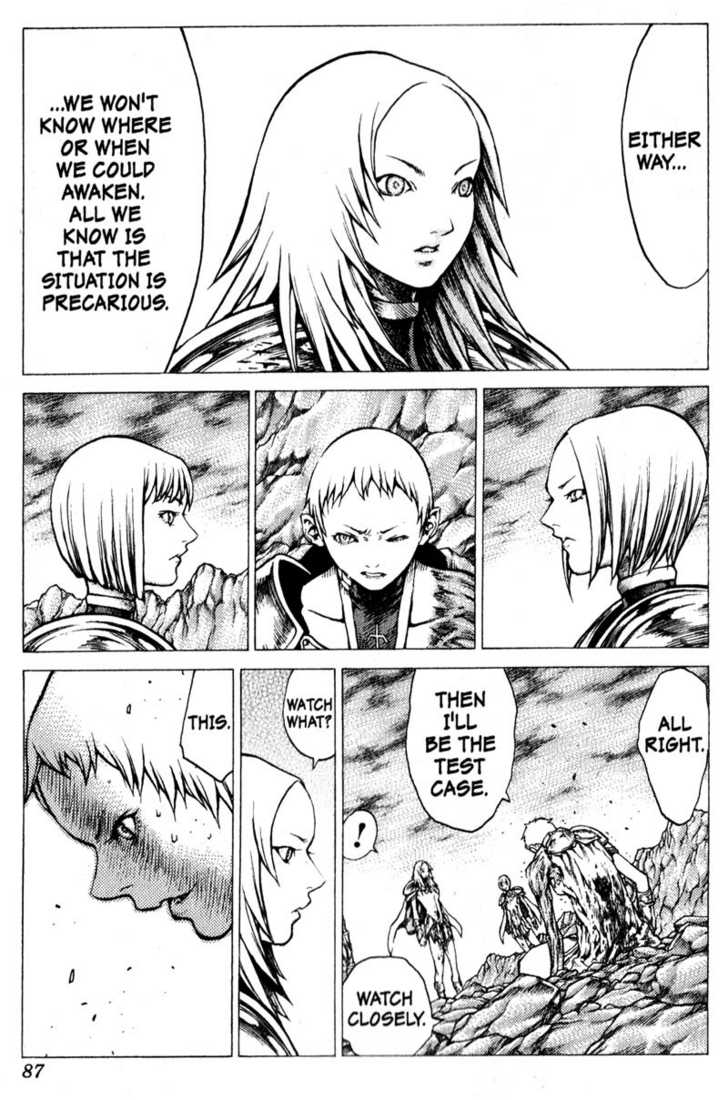 EITHER
WAY...
...WE WON'T
KNOW WHERE
OR WHEN
WE COULD
AWAKEN.
ALL WE
KNOW IS
THAT THE
SITUATION IS
PRECARIOUS.
ALL
RIGHT.
THEN
I'LL
BE THE
TEST
CASE.
!
WATCH
CLOSELY.
WATCH
WHAT?
THIS.
87